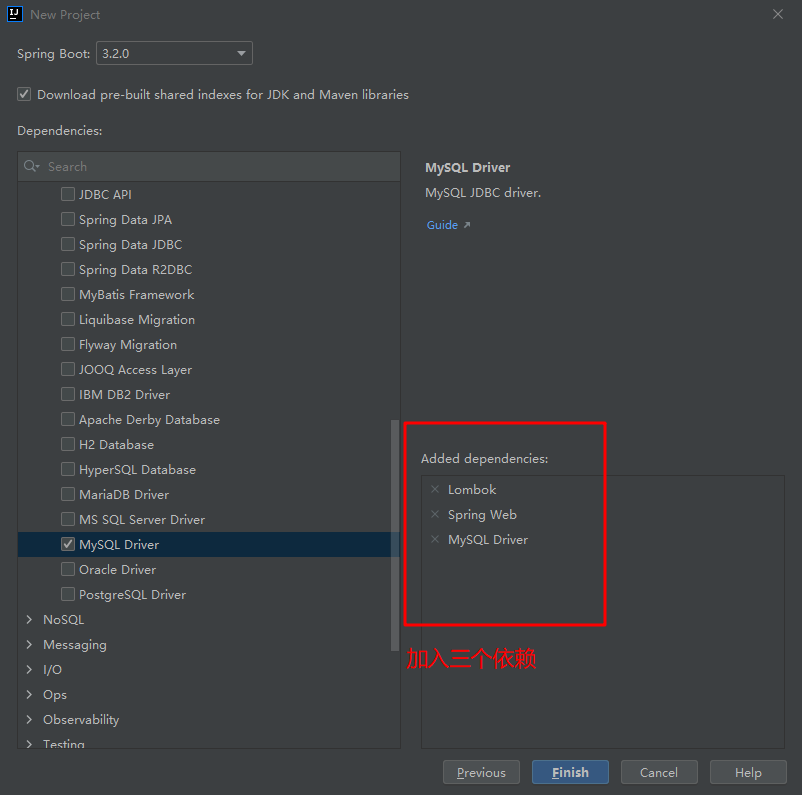 New Project
Spring Boot: 3.2.0
Download pre-built shared indexes for JDK and Maven libraries
Dependencies:
Search
JDBC API
Spring Data JPA
Spring Data JDBC
Spring Data R2DBC
MyBatis Framework
Liquibase Migration
Flyway Migration
JOOQ Access Layer
IBM DB2 Driver
Apache Derby Database
H2 Database
HyperSQL Database
MariaDB Driver
MS SQL Server Driver
MySQL Driver
Oracle Driver
PostgreSQL Driver
NoSQL
Messaging
I/O
Ops
Observability
Testing
MySQL Driver
MySQL JDBC driver.
Guide
Added dependencies:
Lombok
Spring Web
MySQL Driver
加入三个依赖
Previous
Finish
Cancel
Help